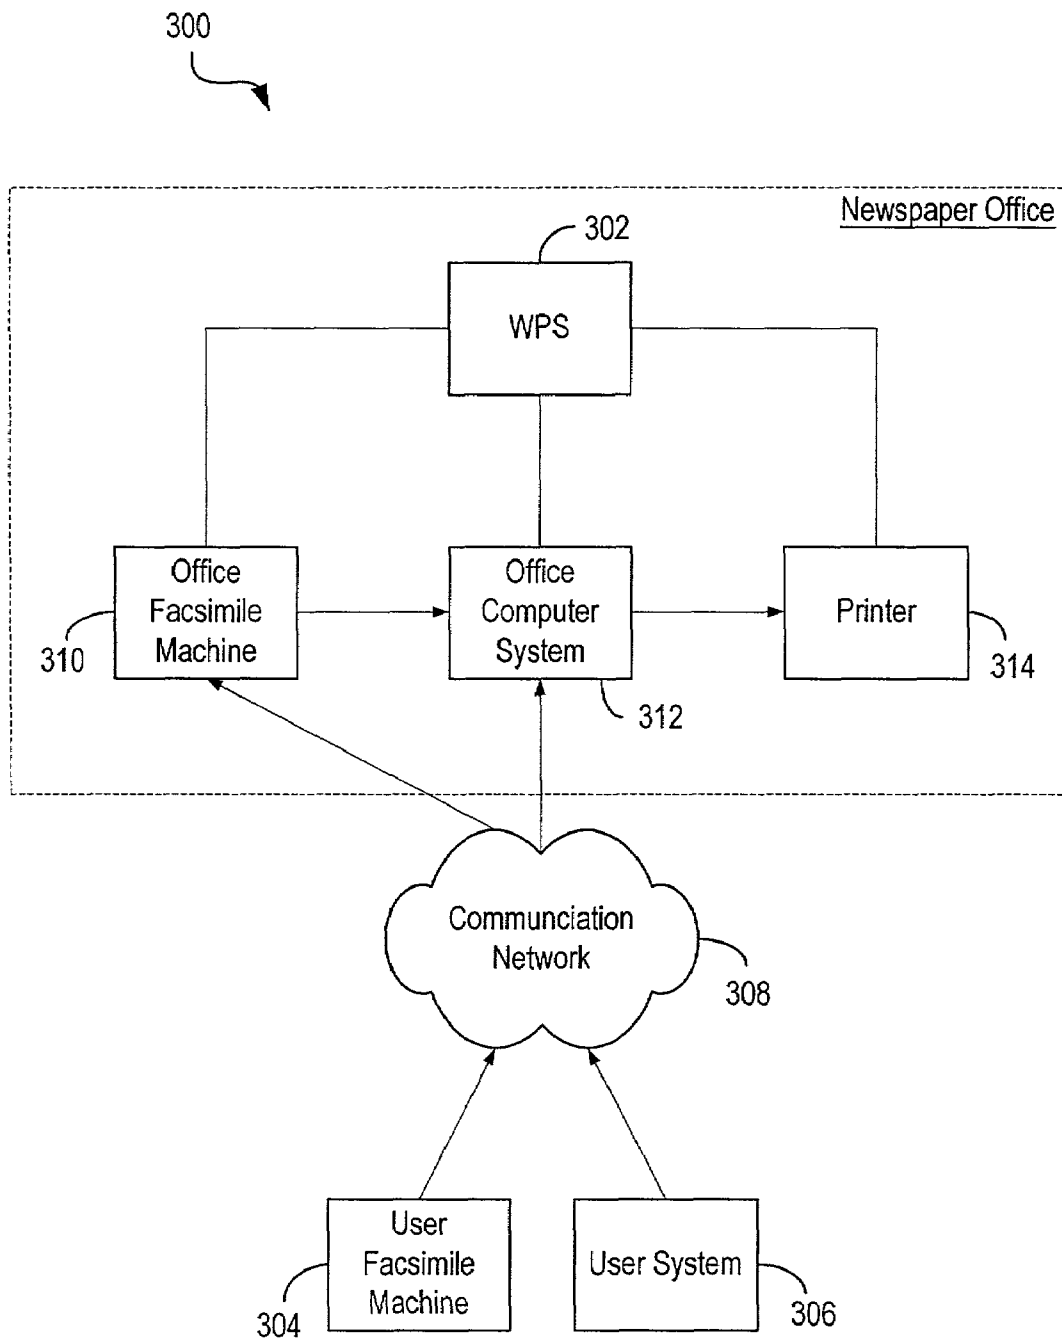 300
Newspaper Office
302
WPS
Office
Facsimile
Machine
310
Office
Computer
System
312
Printer
314
Communciation
Network
308
User
Facsimile
Machine
304
User System
306